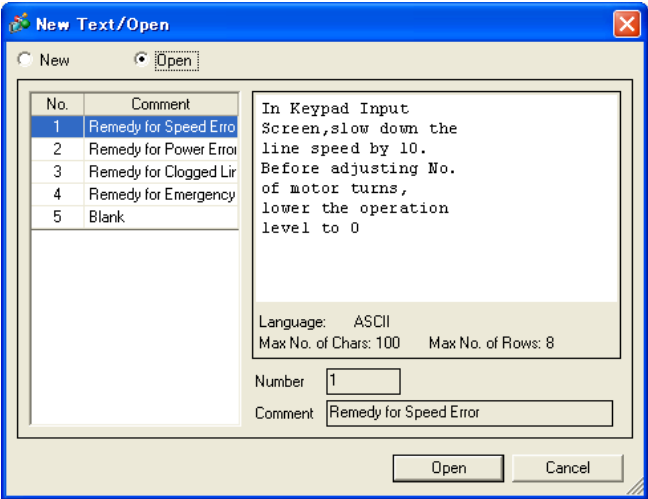 New Text/Open
New Open
No. Comment
1 Remedy for Speed Erro
2 Remedy for Power Error
3 Remedy for Clogged Lin
4 Remedy for Emergency
5 Blank
In Keypad Input
Screen,slow down the
line speed by 10.
Before adjusting No.
of motor turns,
lower the operation
level to 0
Language: ASCII
Max No. of Chars: 100 Max No. of Rows: 8
Number 1
Comment Remedy for Speed Error
Open Cancel